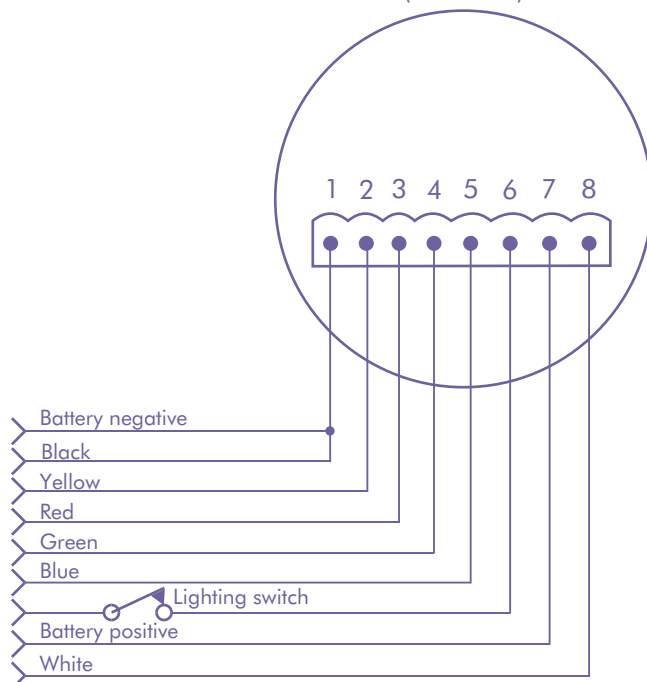 1 2 3 4 5 6 7 8
Battery negative
Black
Yellow
Red
Green
Blue
Lighting switch
Battery positive
White